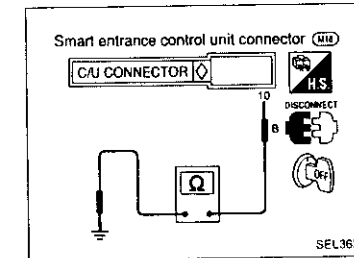 Smart entrance control unit connector (M18)
C/U CONNECTOR
H.S.
10
DISCONNECT
B
Ω
OFF
SEL36